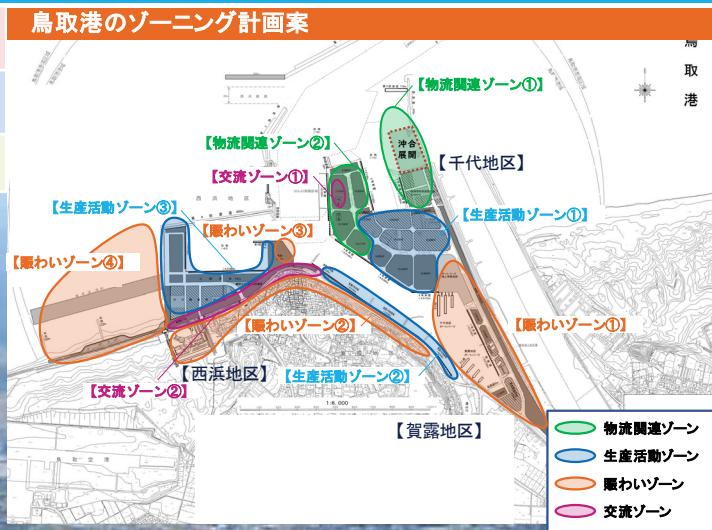 鳥取港のゾーニング計画案
鳥取港
【物流関連ゾーン①】
沖合
展開
【物流関連ゾーン②】
【千代地区】
【交流ゾーン①】
西浜地区
【生産活動ゾーン③】
【生産活動ゾーン①】
【賑わいゾーン③】
【賑わいゾーン④】
【賑わいゾーン②】
【賑わいゾーン①】
【西浜地区】
【生産活動ゾーン②】
【交流ゾーン②】
1:6,000
【賀露地区】
鳥取空港
物流関連ゾーン
生産活動ゾーン
賑わいゾーン
交流ゾーン